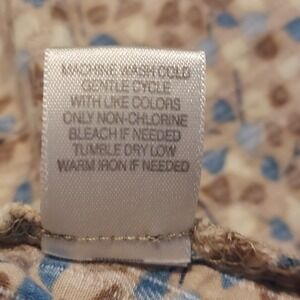 MACHINE WASH COLD
GENTLE CYCLE
WITH LIKE COLORS
ONLY NON-CHLORINE
BLEACH IF NEEDED
TUMBLE DRY LOW
WARM IRON IF NEEDED